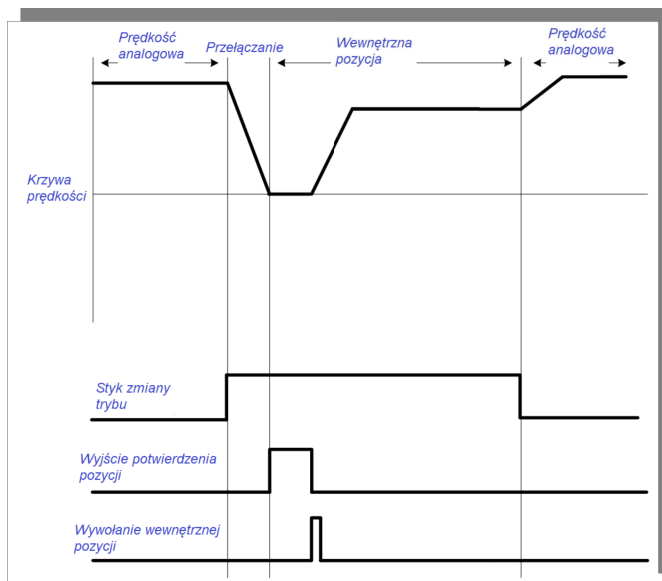 Prędkość
analogowa
Przełączanie
Wewnętrzna
pozycja
Prędkość
analogowa
Krzywa
prędkości
Styk zmiany
trybu
Wyjście potwierdzenia
pozycji
Wywołanie wewnętrznej
pozycji